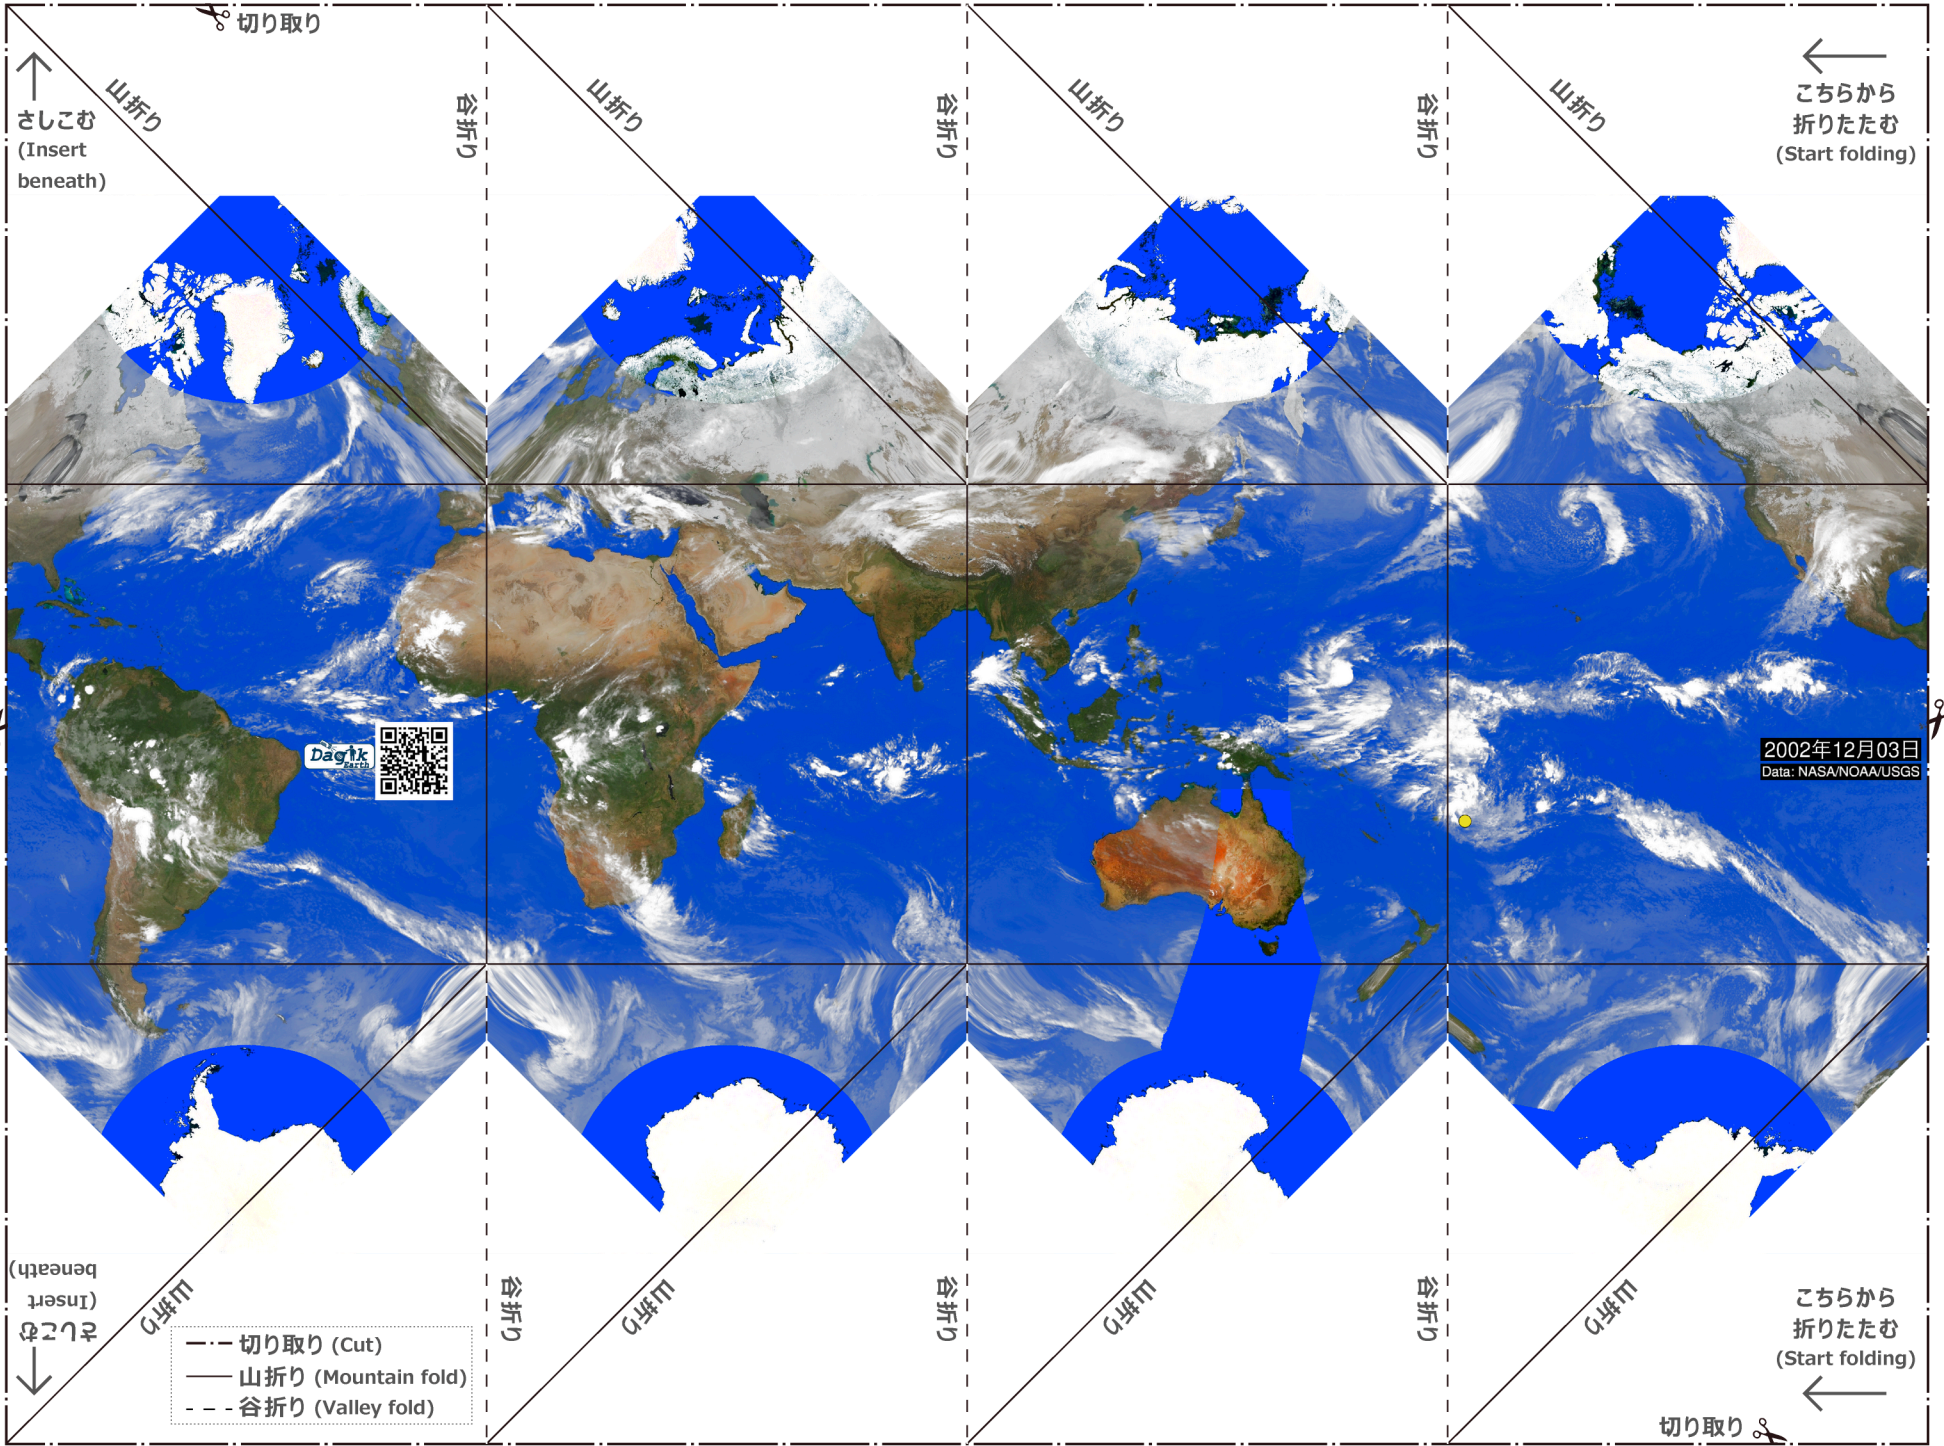 切り取り
山折り
谷折り
山折り
谷折り
山折り
谷折り
山折り
さしこむ
(Insert
beneath)
こちらから
折りたたむ
(Start folding)
Dagik
Earth
2002年12月03日
Data: NASA/NOAA/USGS
さしこむ
(Insert
beneath)
山折り
谷折り
山折り
谷折り
山折り
谷折り
山折り
こちらから
折りたたむ
(Start folding)
切り取り (Cut)
山折り (Mountain fold)
谷折り (Valley fold)
切り取り